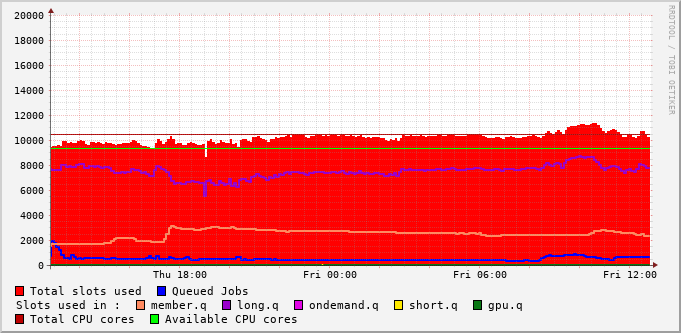 20000
18000
16000
14000
12000
10000
8000
6000
4000
2000
0
Thu 18:00 Fri 00:00 Fri 06:00 Fri 12:00
Total slots used Queued Jobs
Slots used in : member.q long.q ondemand.q short.q gpu.q
Total CPU cores Available CPU cores
RRDTOOL / TOBI OETIKER